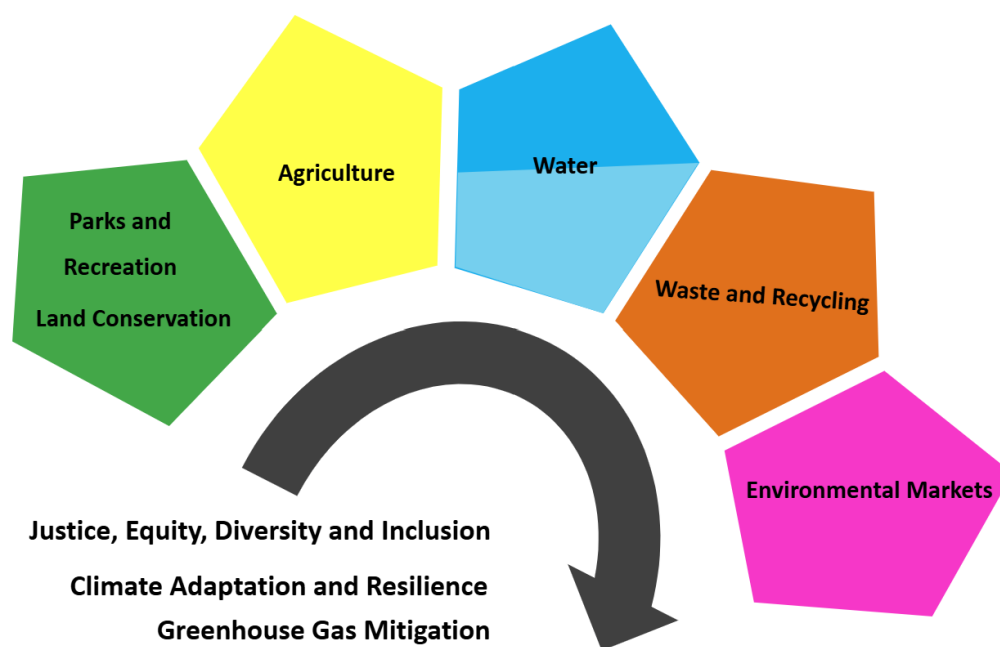 Parks and
Recreation
Land Conservation
Agriculture
Water
Waste and Recycling
Environmental Markets
Justice, Equity, Diversity and Inclusion
Climate Adaptation and Resilience
Greenhouse Gas Mitigation